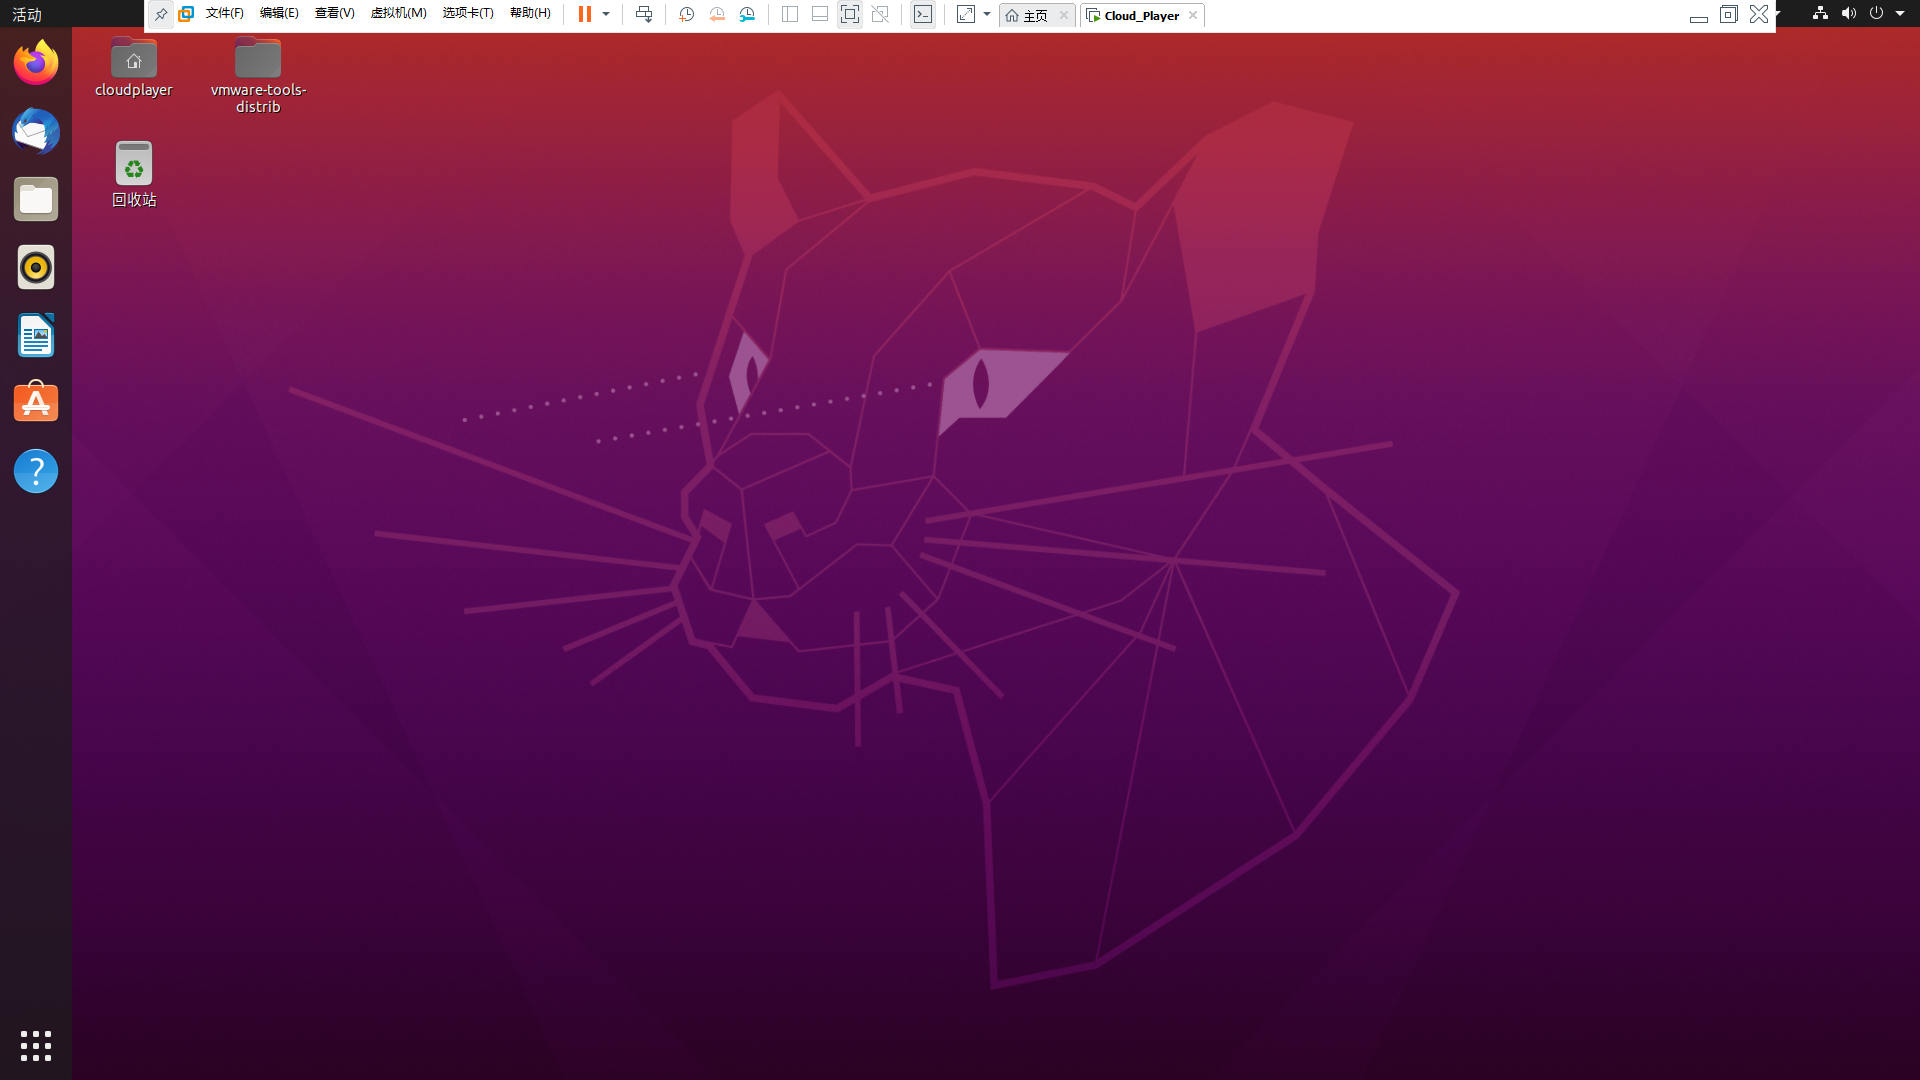 活动
文件(F) 编辑(E) 查看(V) 虚拟机(M) 选项卡(T) 帮助(H) 主页 Cloud_Player
cloudplayer
vmware-tools-
distrib
回收站